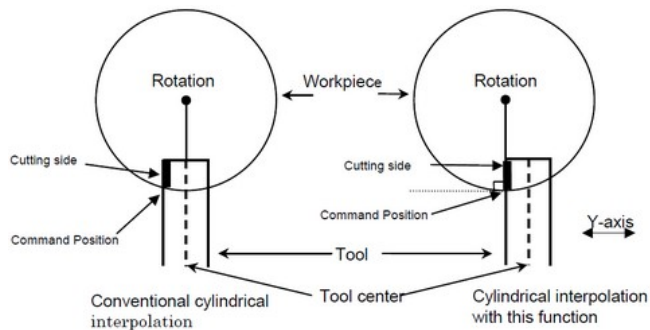 Rotation
Workpiece
Rotation
Cutting side
Cutting side
Command Position
Command Position
Y-axis
Tool
Tool center
Conventional cylindrical
interpolation
Cylindrical interpolation
with this function